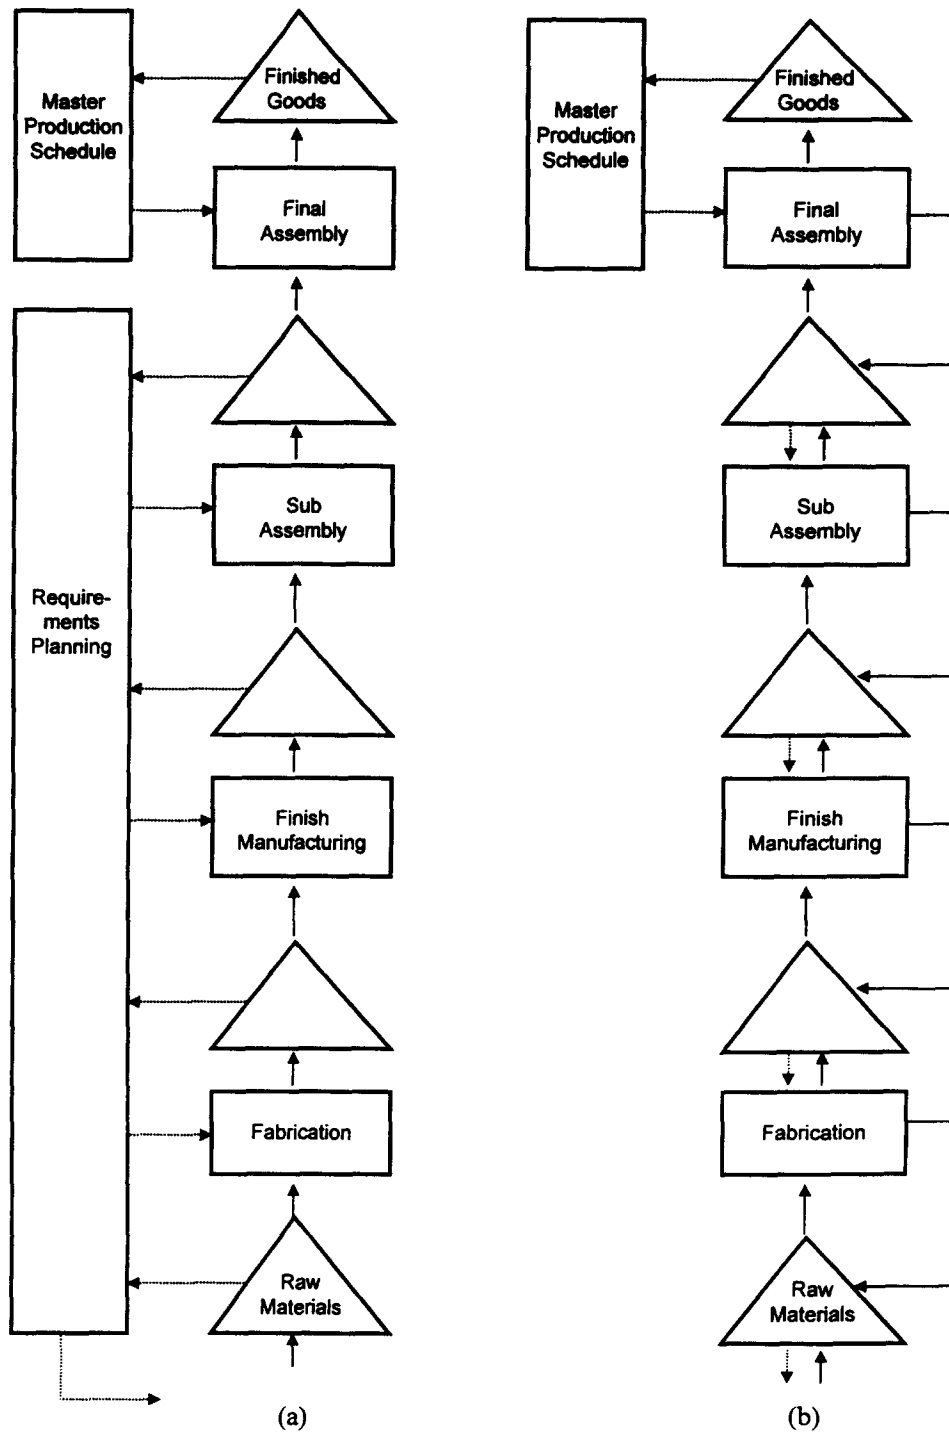 Master
Production
Schedule
Finished
Goods
Final
Assembly
Sub
Assembly
Require-
ments
Planning
Finish
Manufacturing
Fabrication
Raw
Materials
(a)
Master
Production
Schedule
Finished
Goods
Final
Assembly
Sub
Assembly
Finish
Manufacturing
Fabrication
Raw
Materials
(b)